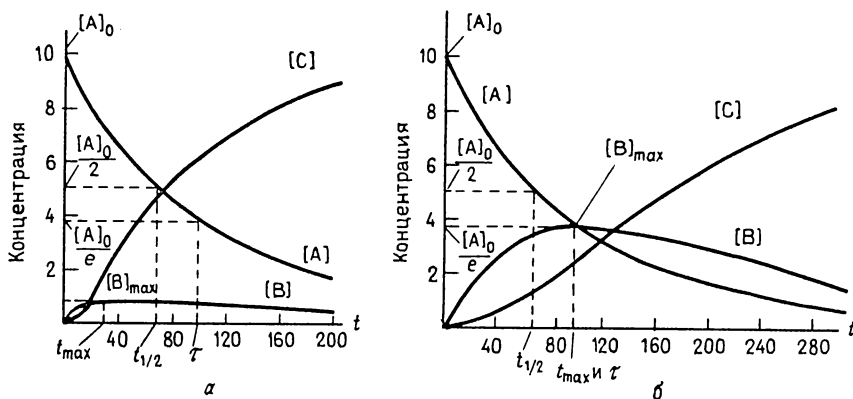 [A]₀
10
8
6
4
2
Концентрация
[A]₀
2
[A]₀
e
[C]
[A]
[B]max
[B]
t
40
80
120
160
200
tmax
t1/2
τ
а
[A]₀
10
8
6
4
2
Концентрация
[A]₀
2
[A]₀
e
[A]
[C]
[B]max
[B]
t
40
80
120
160
200
240
280
t1/2
tmax и τ
б